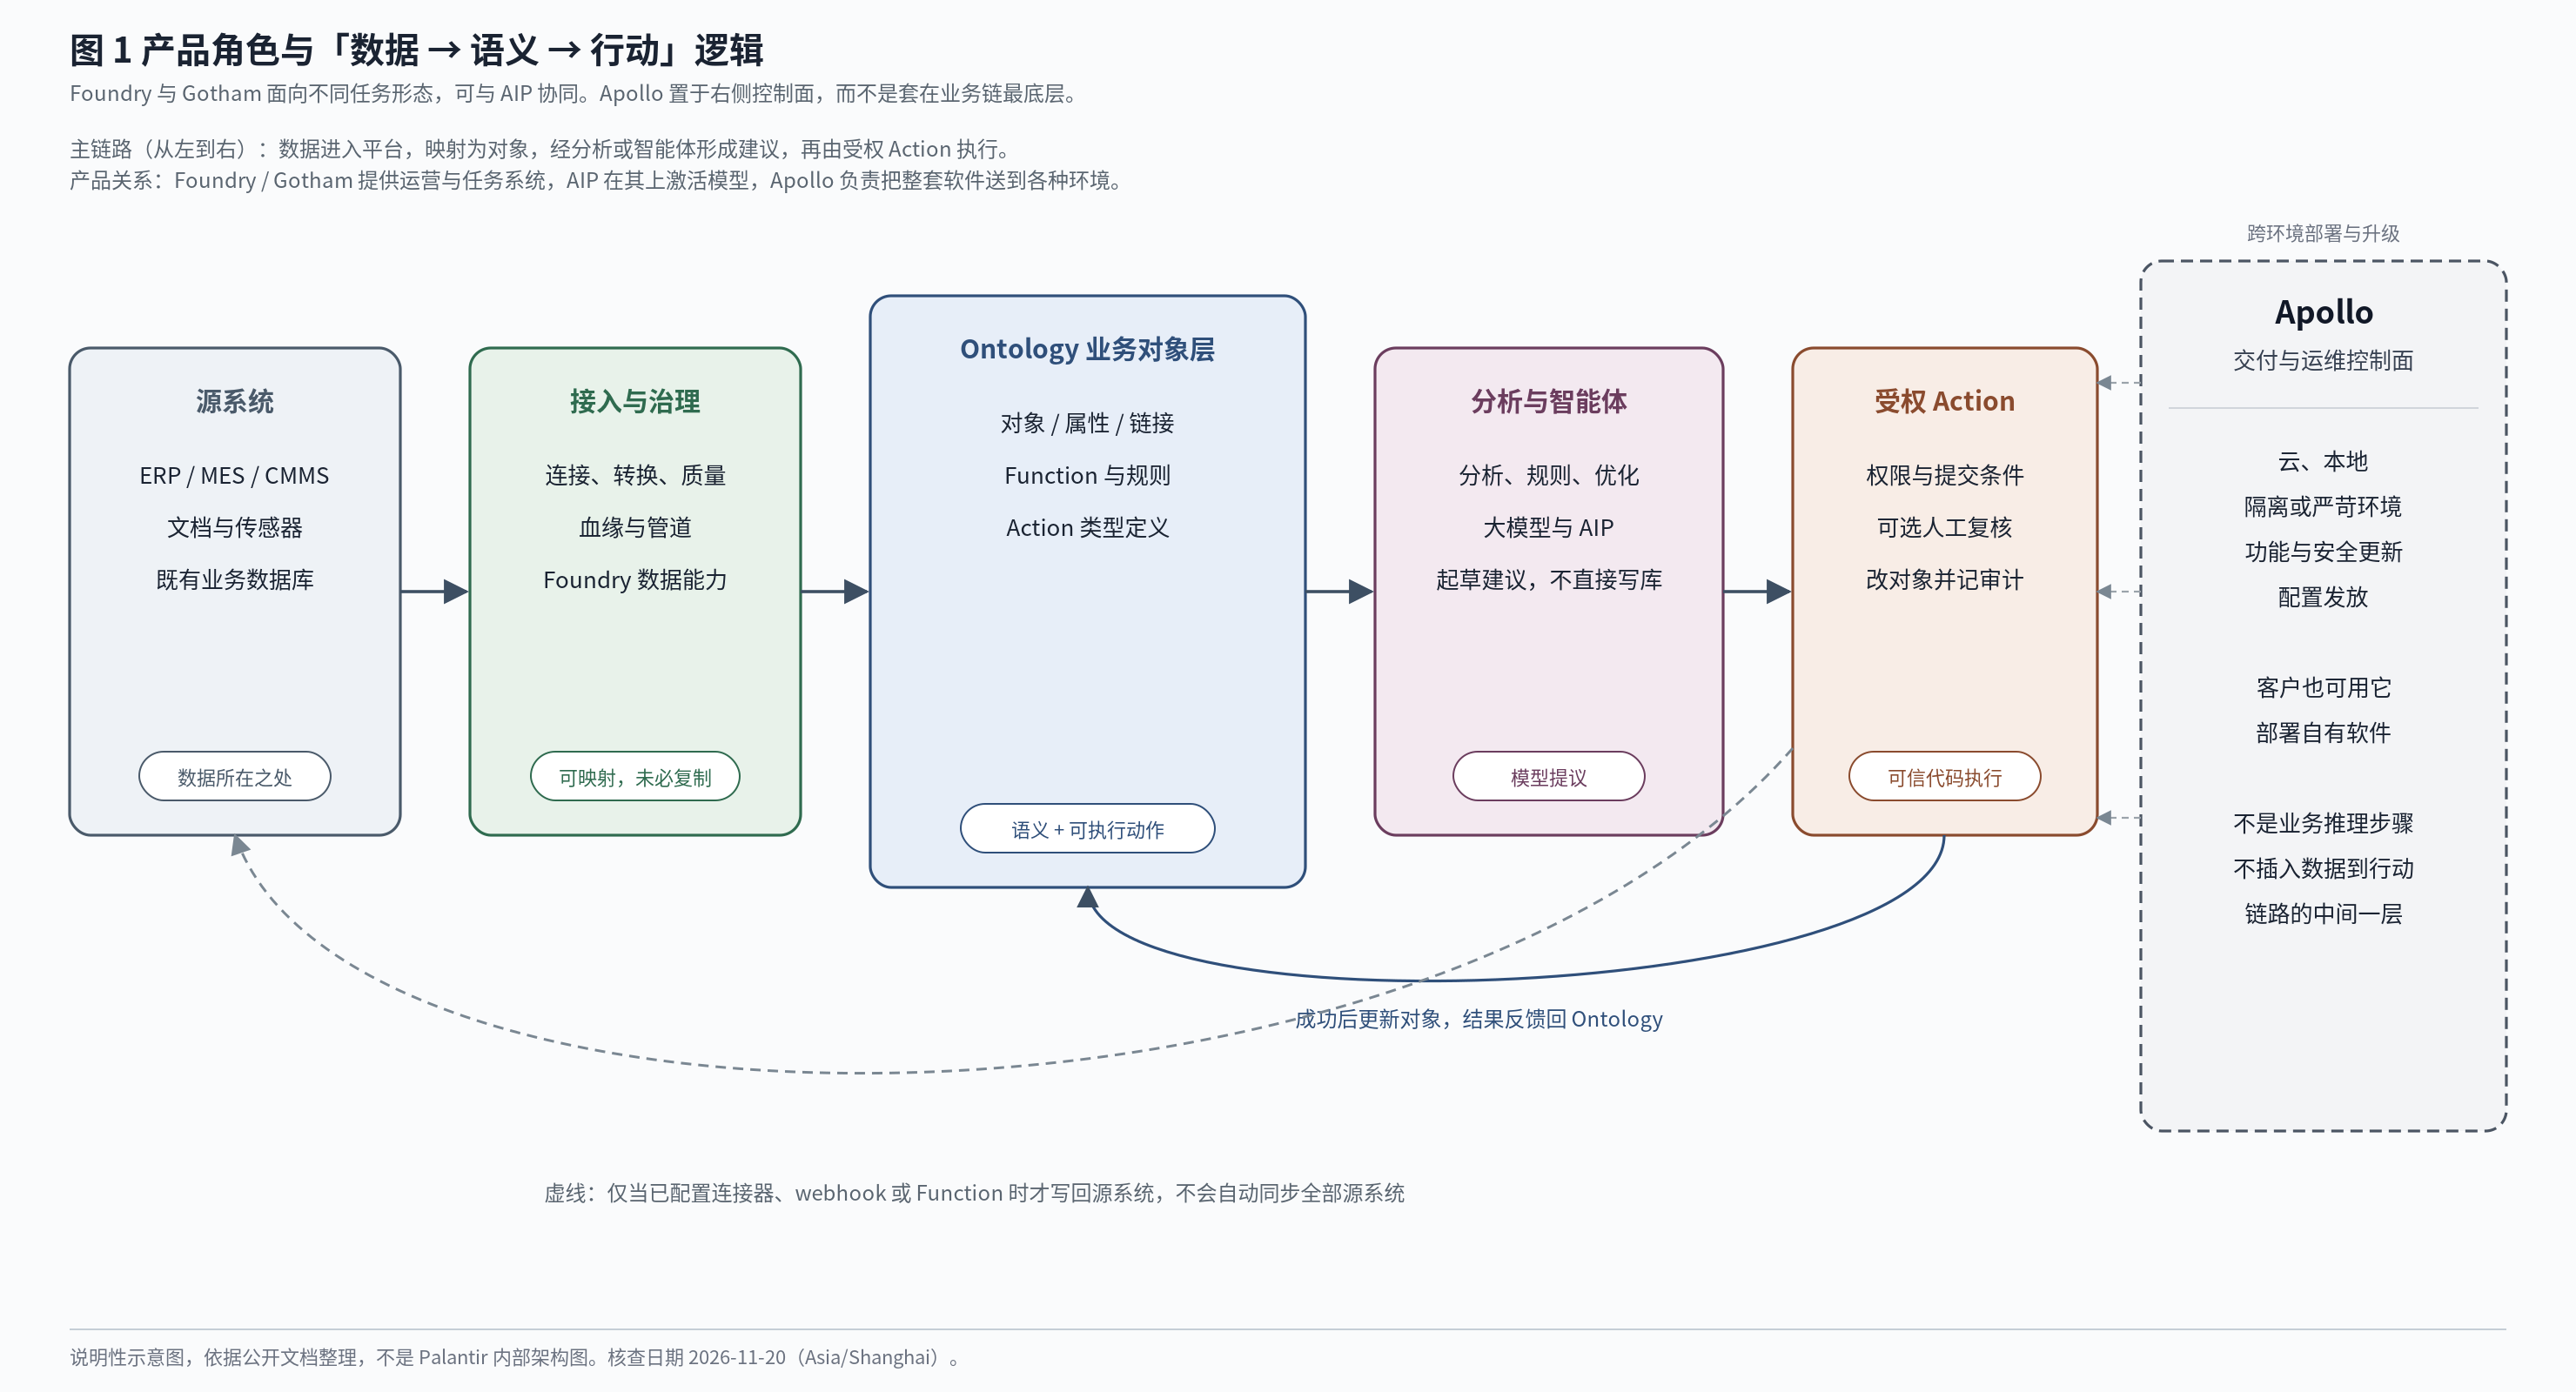 图 1 产品角色与「数据 → 语义 → 行动」逻辑
Foundry 与 Gotham 面向不同任务形态，可与 AIP 协同。Apollo 置于右侧控制面，而不是套在业务链最底层。
主链路（从左到右）：数据进入平台，映射为对象，经分析或智能体形成建议，再由受权 Action 执行。
产品关系：Foundry / Gotham 提供运营与任务系统，AIP 在其上激活模型，Apollo 负责把整套软件送到各种环境。
源系统
ERP / MES / CMMS
文档与传感器
既有业务数据库
数据所在之处
接入与治理
连接、转换、质量
血缘与管道
Foundry 数据能力
可映射，未必复制
Ontology 业务对象层
对象 / 属性 / 链接
Function 与规则
Action 类型定义
语义 + 可执行动作
分析与智能体
分析、规则、优化
大模型与 AIP
起草建议，不直接写库
模型提议
受权 Action
权限与提交条件
可选人工复核
改对象并记审计
可信代码执行
跨环境部署与升级
Apollo
交付与运维控制面
云、本地
隔离或严苛环境
功能与安全更新
配置发放
客户也可用它
部署自有软件
不是业务推理步骤
不插入数据到行动
链路的中间一层
成功后更新对象，结果反馈回 Ontology
虚线：仅当已配置连接器、webhook 或 Function 时才写回源系统，不会自动同步全部源系统
说明性示意图，依据公开文档整理，不是 Palantir 内部架构图。核查日期 2026-11-20（Asia/Shanghai）。